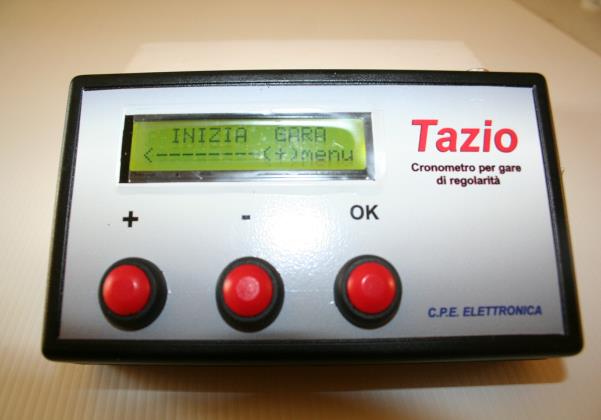 INIZIA GARA
<---------(+)menu
Tazio
Cronometro per gare
di regolarità
+ - OK
C.P.E. ELETTRONICA